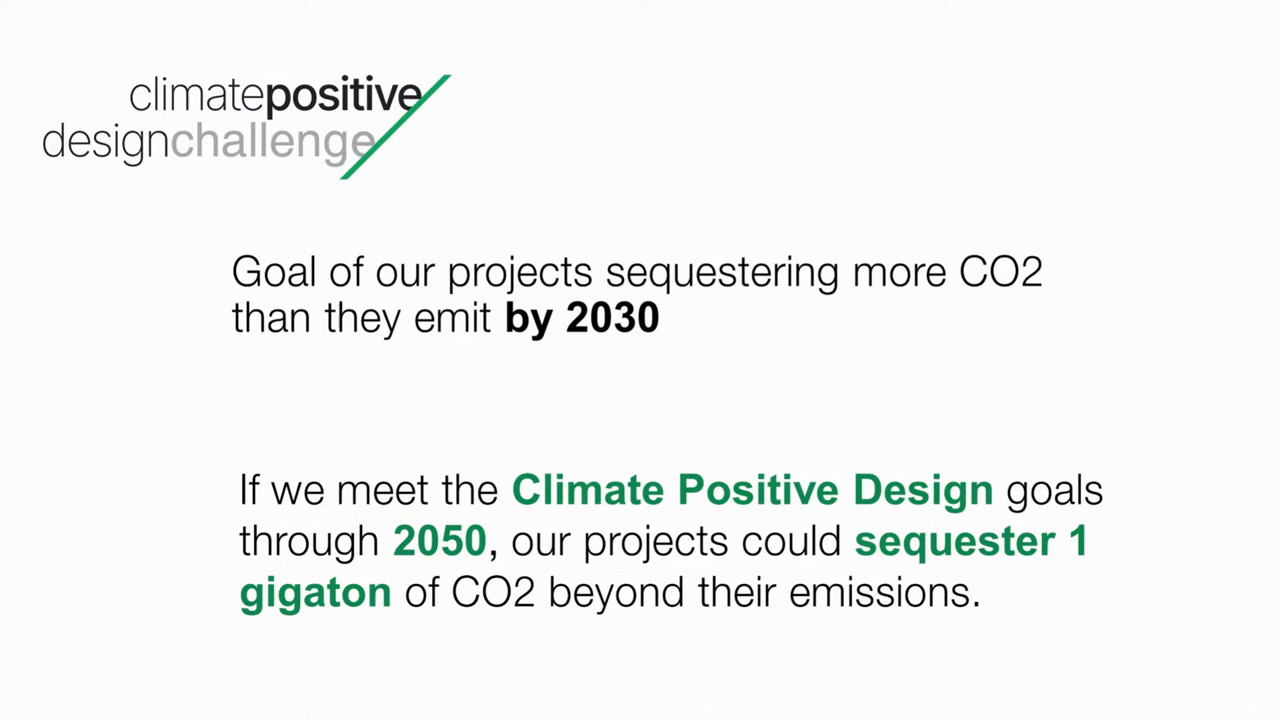 climatepositive
designchallenge
Goal of our projects sequestering more CO2
than they emit by 2030
If we meet the Climate Positive Design goals
through 2050, our projects could sequester 1
gigaton of CO2 beyond their emissions.